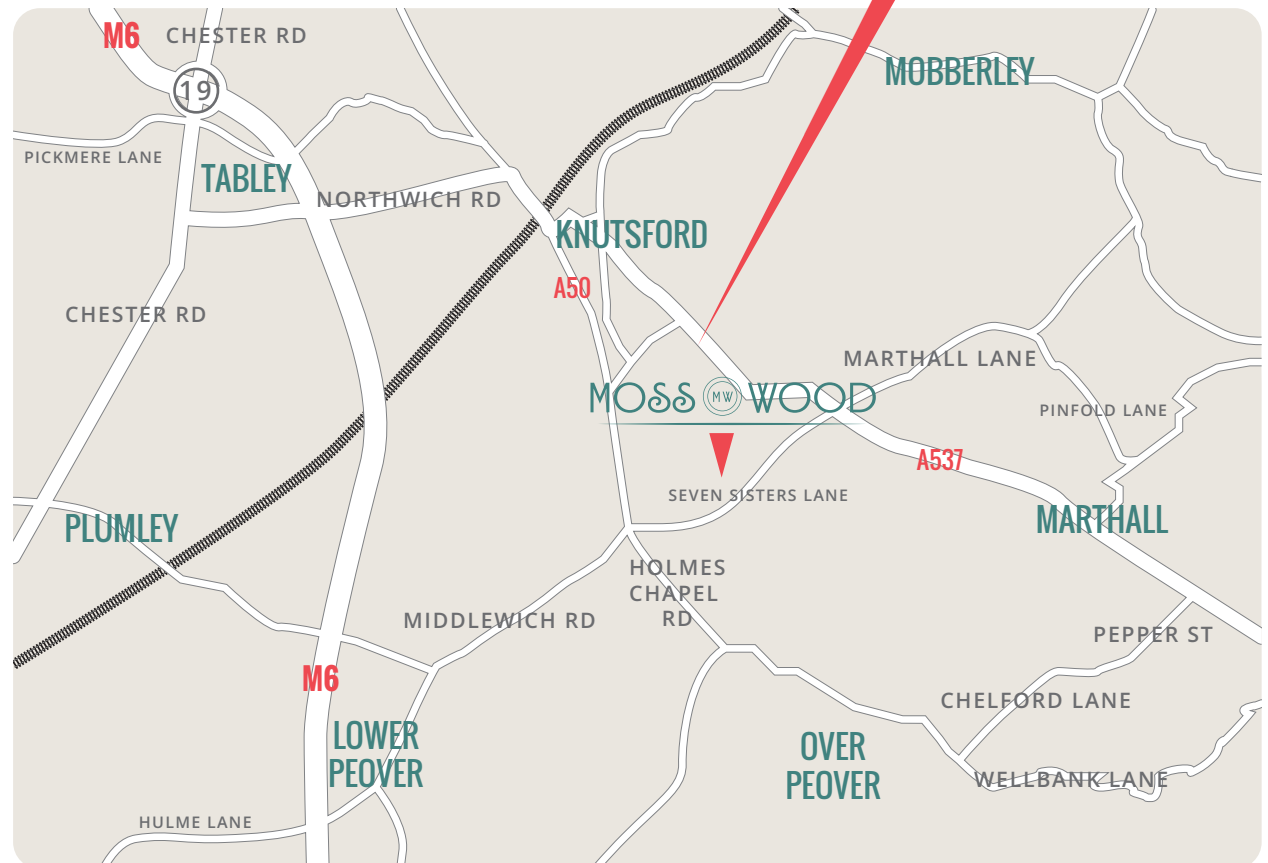 M6
CHESTER RD
19
MOBBERLEY
PICKMERE LANE
TABLEY
NORTHWICH RD
KNUTSFORD
A50
CHESTER RD
MARTHALL LANE
MOSS MW WOOD
PINFOLD LANE
A537
SEVEN SISTERS LANE
PLUMLEY
MARTHALL
HOLMES
CHAPEL
RD
MIDDLEWICH RD
PEPPER ST
M6
CHELFORD LANE
LOWER
PEOVER
OVER
PEOVER
WELLBANK LANE
HULME LANE